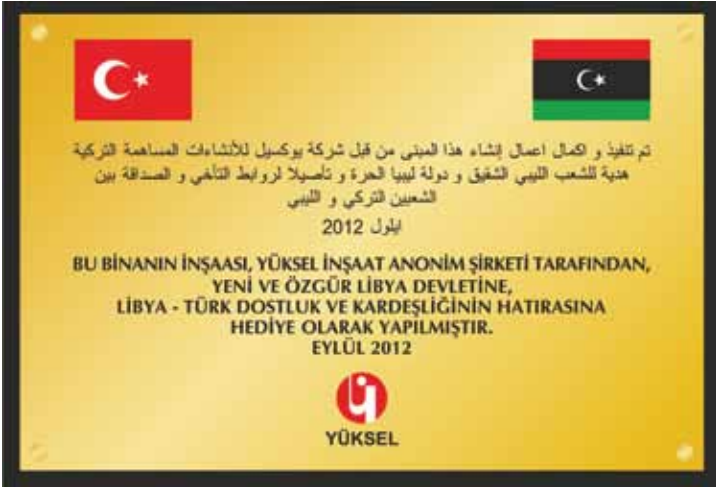 تم تنفيذ و اكمال اعمال إنشاء هذا المبنى من قبل شركة يوكسيل للأنشاءات المساهمة التركية
هدية للشعب الليبي الشقيق و دولة ليبيا الحرة و تأصيلا لروابط التأخي و الصداقة بين
الشعبين التركي و الليبي
ايلول 2012
BU BİNANIN İNŞAASI, YÜKSEL İNŞAAT ANONİM ŞİRKETİ TARAFINDAN,
YENİ VE ÖZGÜR LİBYA DEVLETİNE,
LİBYA - TÜRK DOSTLUK VE KARDEŞLİĞİNİN HATIRASINA
HEDİYE OLARAK YAPILMIŞTIR.
EYLÜL 2012
YÜKSEL